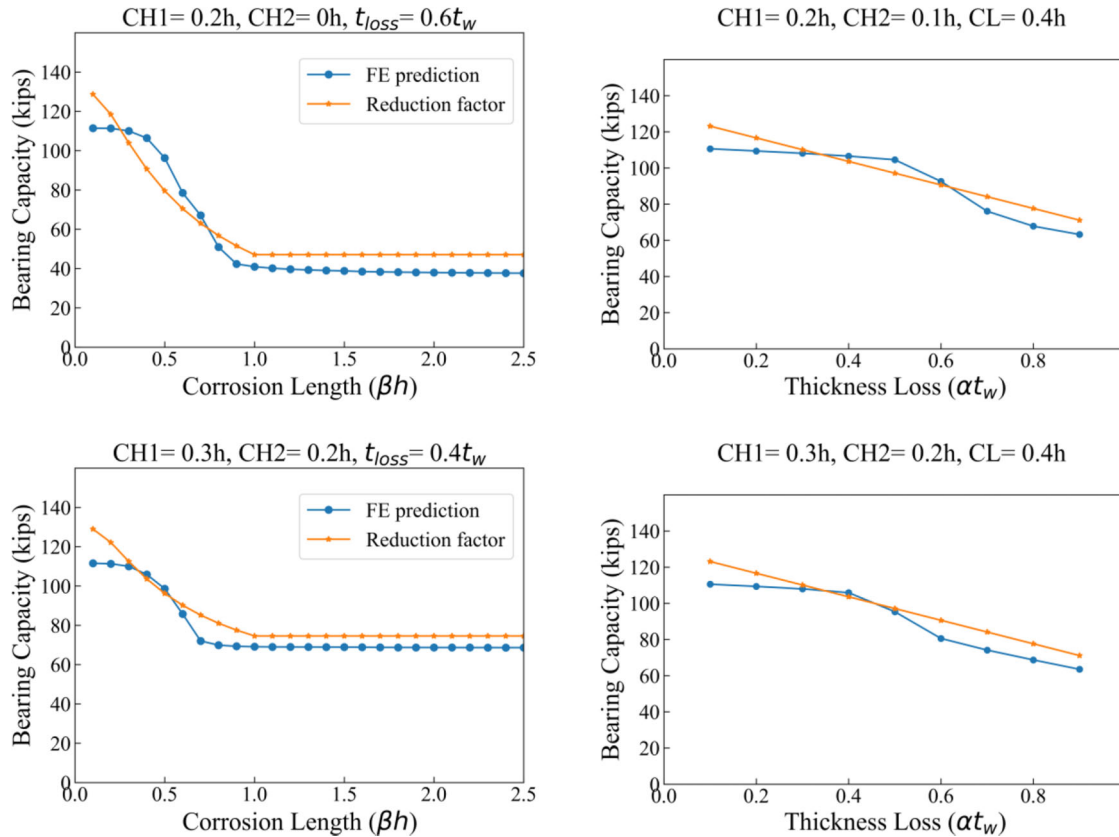 CH1= 0.2h, CH2= 0h, t_loss= 0.6t_w
Bearing Capacity (kips)
140
120
100
80
60
40
20
0
FE prediction
Reduction factor
0.0 0.5 1.0 1.5 2.0 2.5
Corrosion Length (βh)
CH1= 0.2h, CH2= 0.1h, CL= 0.4h
Bearing Capacity (kips)
140
120
100
80
60
40
20
0
0.0 0.2 0.4 0.6 0.8
Thickness Loss (αt_w)
CH1= 0.3h, CH2= 0.2h, t_loss= 0.4t_w
Bearing Capacity (kips)
140
120
100
80
60
40
20
0
FE prediction
Reduction factor
0.0 0.5 1.0 1.5 2.0 2.5
Corrosion Length (βh)
CH1= 0.3h, CH2= 0.2h, CL= 0.4h
Bearing Capacity (kips)
140
120
100
80
60
40
20
0
0.0 0.2 0.4 0.6 0.8
Thickness Loss (αt_w)